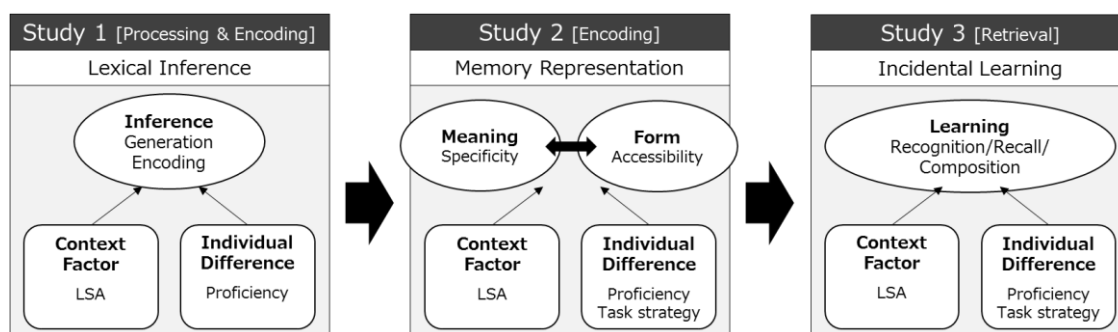 Study 1 [Processing & Encoding]
Lexical Inference
Inference
Generation
Encoding
Context
Factor
LSA
Individual
Difference
Proficiency
Study 2 [Encoding]
Memory Representation
Meaning
Specificity
Form
Accessibility
Context
Factor
LSA
Individual
Difference
Proficiency
Task strategy
Study 3 [Retrieval]
Incidental Learning
Learning
Recognition/Recall/
Composition
Context
Factor
LSA
Individual
Difference
Proficiency
Task strategy